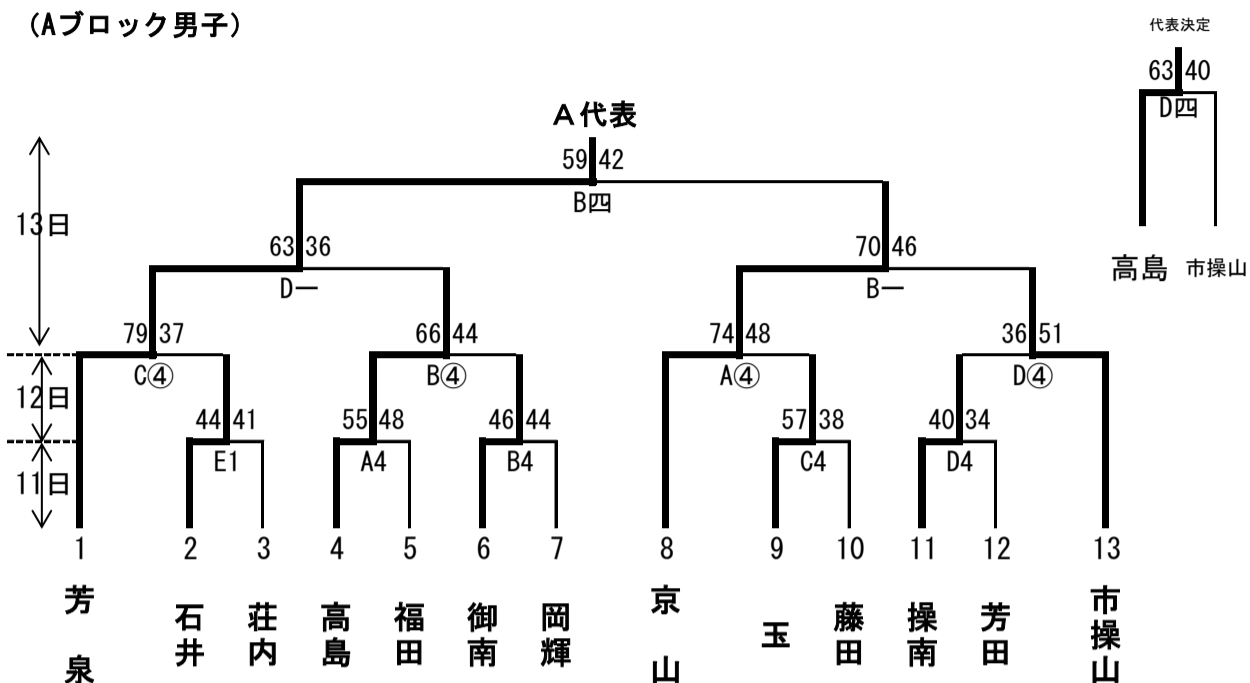 (Aブロック男子)
代表決定
63 40
D四
高島 市操山
A代表
59 42
B四
13日
63 36
D一
70 46
B一
79 37
C④
66 44
B④
74 48
A④
36 51
D④
12日
44 41
E1
55 48
A4
46 44
B4
57 38
C4
40 34
D4
11日
1 2 3 4 5 6 7 8 9 10 11 12 13
芳泉 石井 荘内 高島 福田 御南 岡輝 京山 玉 藤田 操南 芳田 市操山